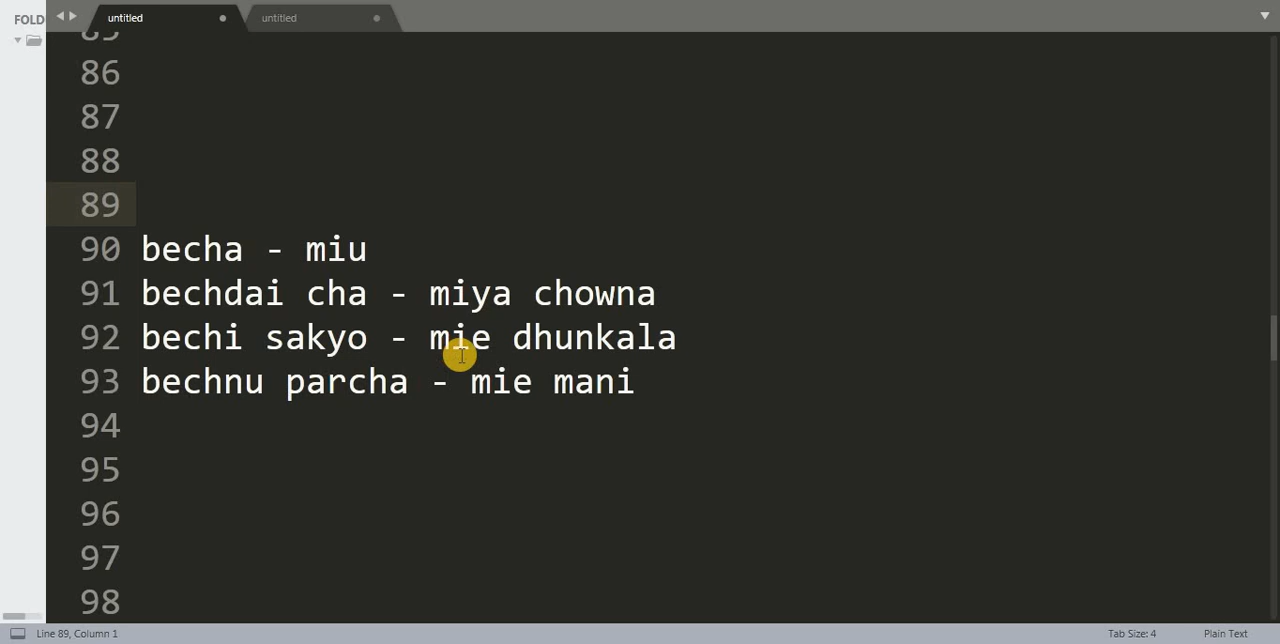 FOLD
untitled
untitled
86
87
88
89
90 becha - miu
91 bechdai cha - miya chowna
92 bechi sakyo - mie dhunkala
93 bechnu parcha - mie mani
94
95
96
97
98
Line 89, Column 1
Tab Size: 4
Plain Text